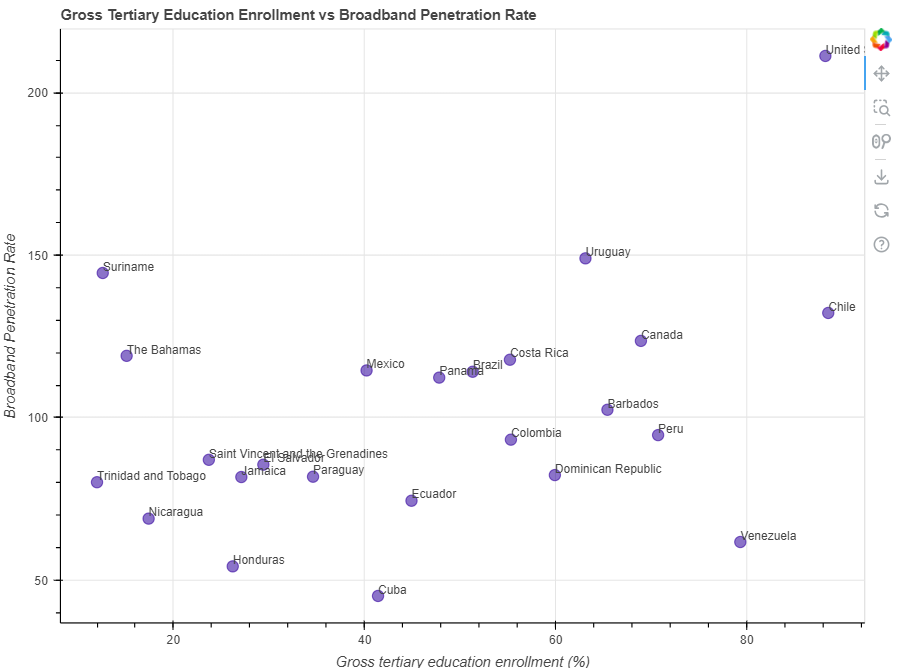 Gross Tertiary Education Enrollment vs Broadband Penetration Rate
United
200
Uruguay
150
Suriname
Chile
Canada
The Bahamas
Costa Rica
Mexico
Brazil
Panama
Barbados
100
Peru
Colombia
Saint Vincent and the Grenadines
El Salvador
Jamaica
Paraguay
Dominican Republic
Trinidad and Tobago
Ecuador
Nicaragua
Venezuela
Honduras
50
Cuba
20
40
60
80
Gross tertiary education enrollment (%)
Broadband Penetration Rate